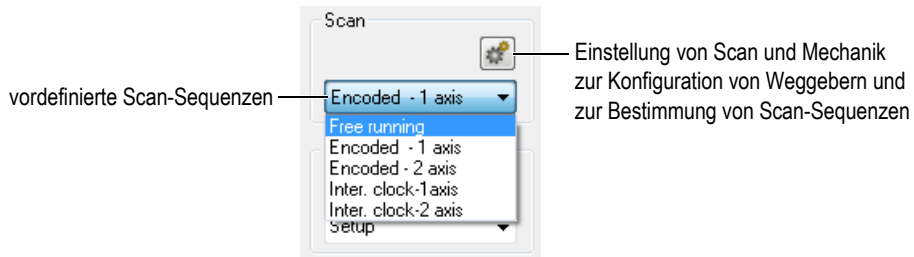 Scan
Einstellung von Scan und Mechanik
zur Konfiguration von Weggebern und
zur Bestimmung von Scan-Sequenzen
vordefinierte Scan-Sequenzen
Encoded - 1 axis
Free running
Encoded - 1 axis
Encoded - 2 axis
Inter. clock-1axis
Inter. clock-2 axis
Setup